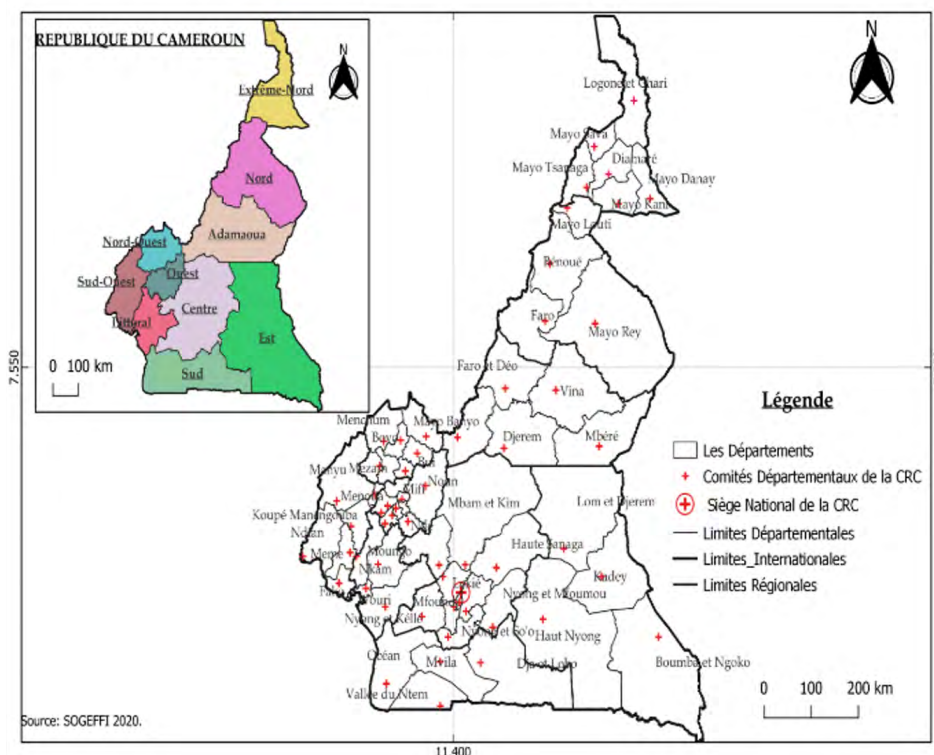 REPUBLIQUE DU CAMEROUN
N
Extrême-Nord
Nord
Adamaoua
Nord-Ouest
Ouest
Sud-Ouest
Littoral
Centre
Est
Sud
0 100 km
N
Logone et Chari
Mayo Sava
Diamaré
Mayo Tsanaga
Mayo Danay
Mayo Kani
Mayo Louti
Bénoué
Faro
Mayo Rey
7.550
Faro et Déo
Vina
Menchum
Mayo Banyo
Boyo
Djerem
Mbéré
Bui
Manyu
Mezam
Noun
Menoua
Mifi
Mbam et Kim
Lom et Djerem
Koupé Manengouba
Ndian
Ndé
Meme
Moungo
Haute Sanaga
Nkam
Lekié
Kadey
Fako
Wouri
Mfoundi
Nyong et Mfoumou
Nyong et Kéllé
Nyong et So'o
Haut Nyong
Océan
Mvila
Dja et Lobo
Boumba et Ngoko
Vallée du Ntem
Légende
Les Départements
Comités Départementaux de la CRC
Siège National de la CRC
Limites Départementales
Limites_Internationales
Limites Régionales
0 100 200 km
Source: SOGEFFI 2020.
11.400